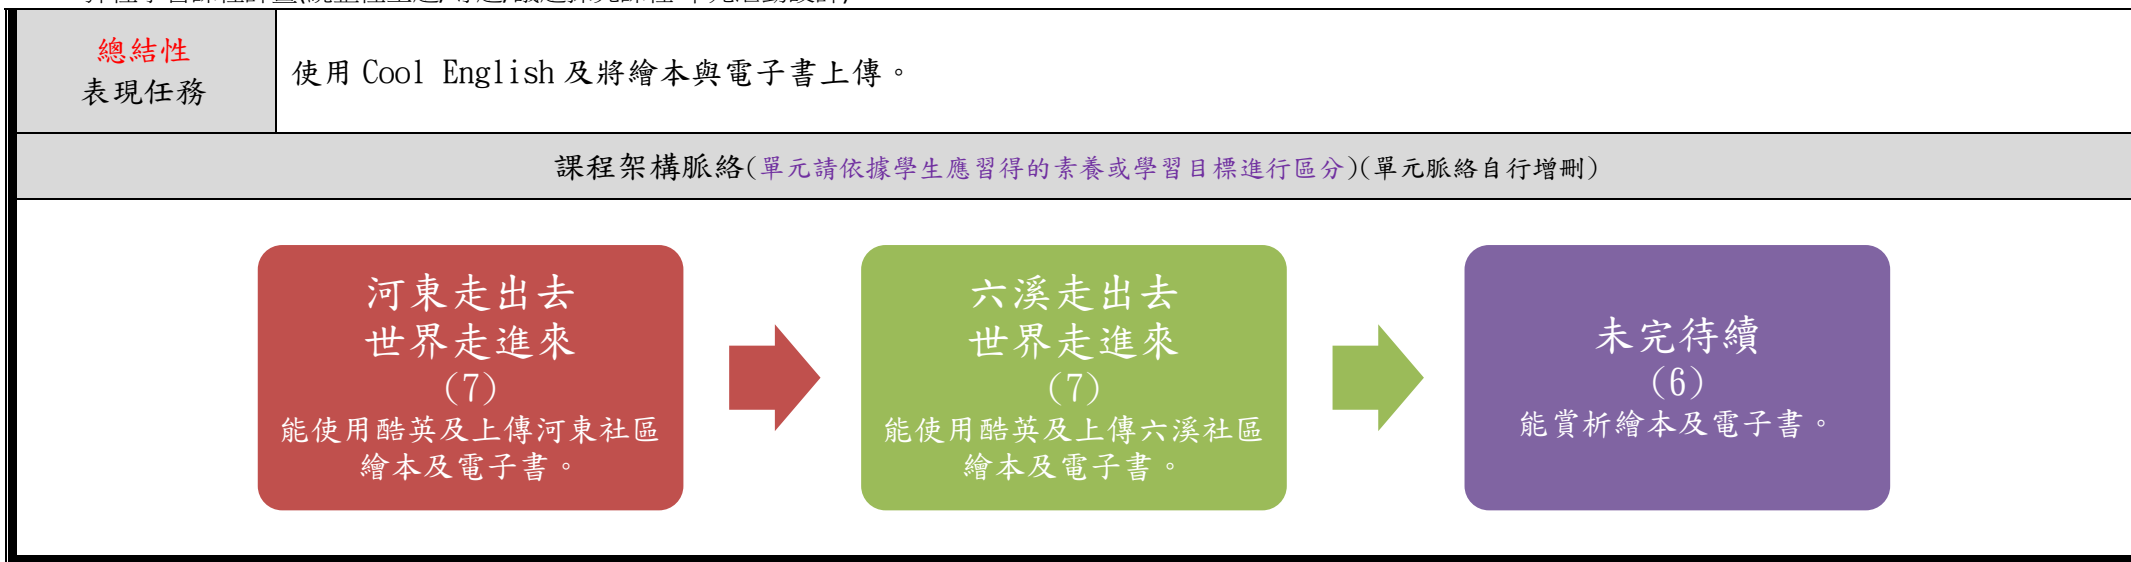 總結性
表現任務
使用 Cool English 及將繪本與電子書上傳。
課程架構脈絡(單元請依據學生應習得的素養或學習目標進行區分)(單元脈絡自行增刪)
河東走出去
世界走進來
(7)
能使用酷英及上傳河東社區
繪本及電子書。
六溪走出去
世界走進來
(7)
能使用酷英及上傳六溪社區
繪本及電子書。
未完待續
(6)
能賞析繪本及電子書。